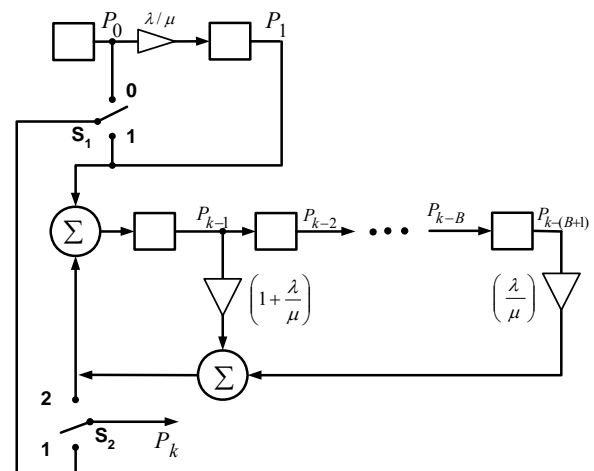 P₀
λ/μ
P₁
0
S₁
1
Σ
Pₖ₋₁
Pₖ₋₂
• • •
Pₖ₋B
Pₖ₋₍B₊₁₎
(1+λ/μ)
(λ/μ)
Σ
2
S₂
1
Pₖ